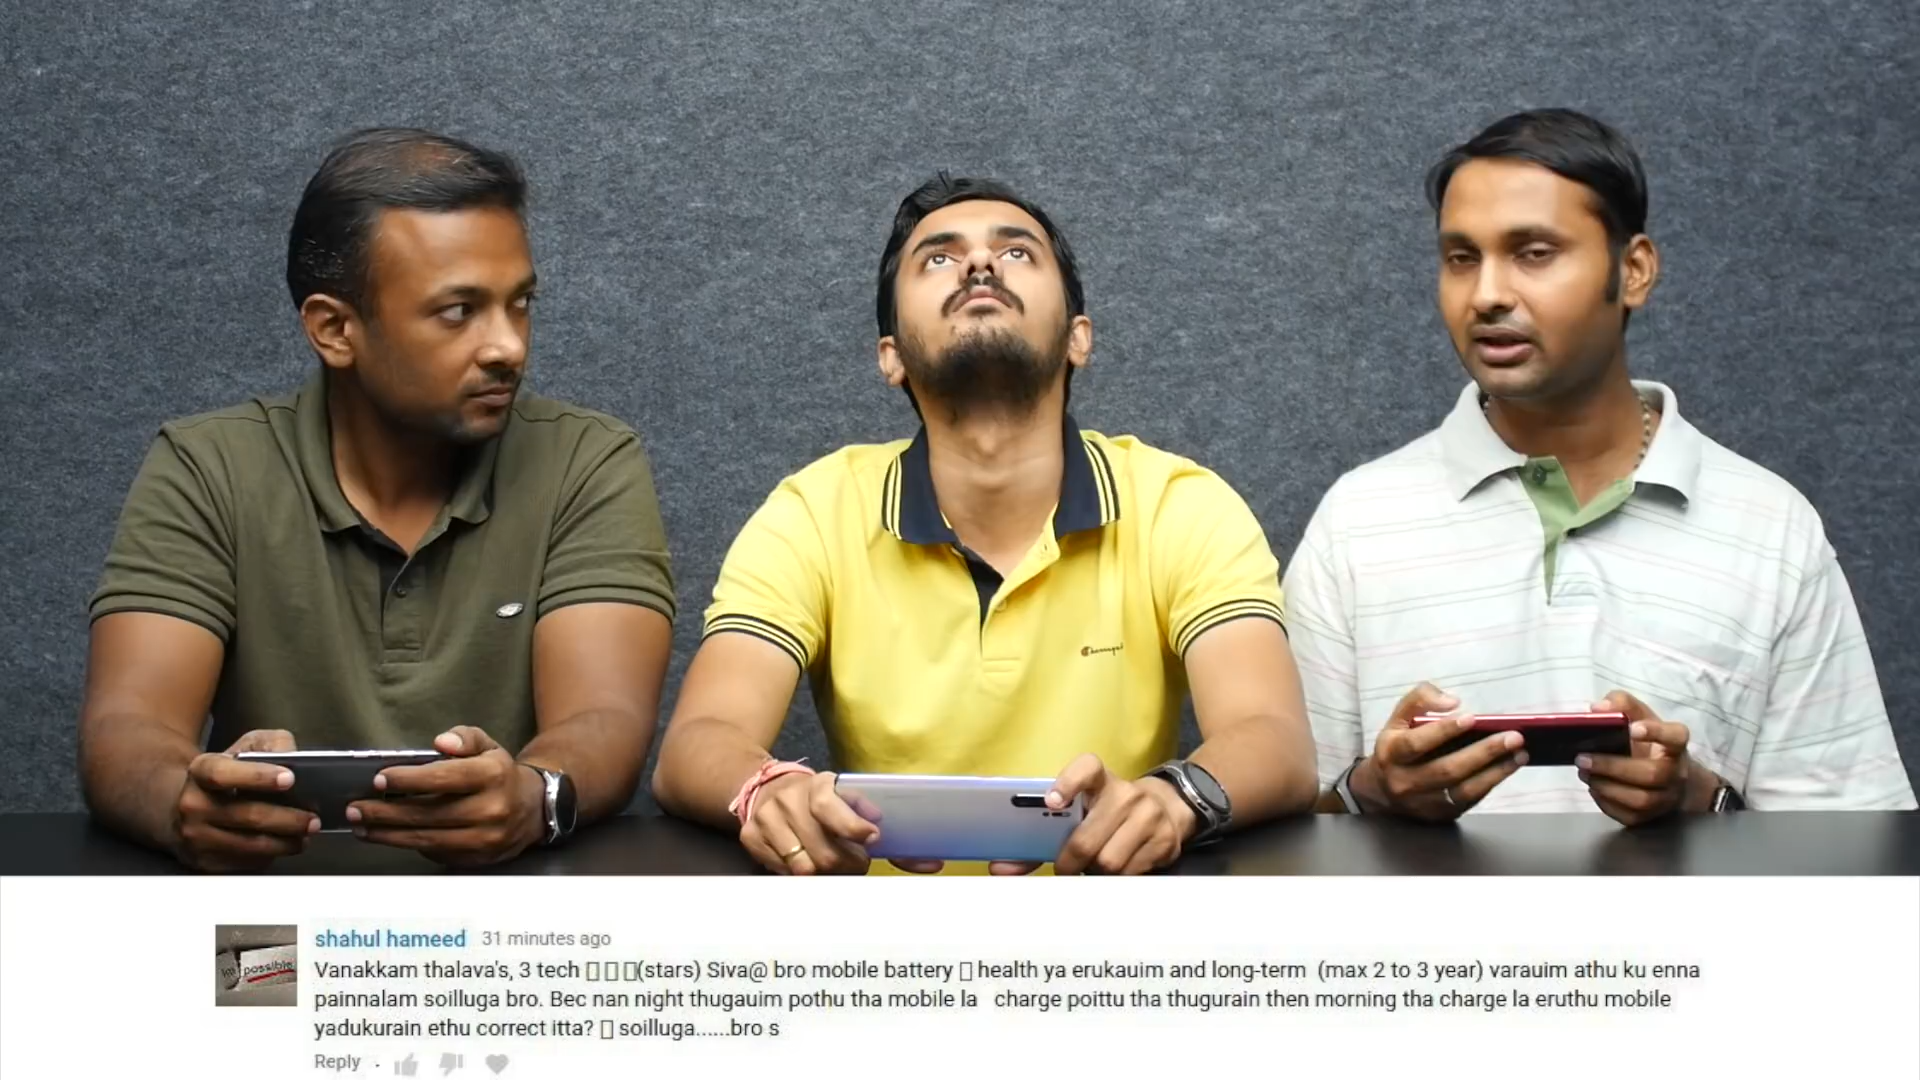 Champion
possible
shahul hameed 31 minutes ago
Vanakkam thalava's, 3 tech ▯▯▯(stars) Siva@ bro mobile battery ▯ health ya erukauim and long-term (max 2 to 3 year) varauim athu ku enna
painnalam soilluga bro. Bec nan night thugauim pothu tha mobile la charge poittu tha thugurain then morning tha charge la eruthu mobile
yadukurain ethu correct itta? ▯ soilluga......bro s
Reply .